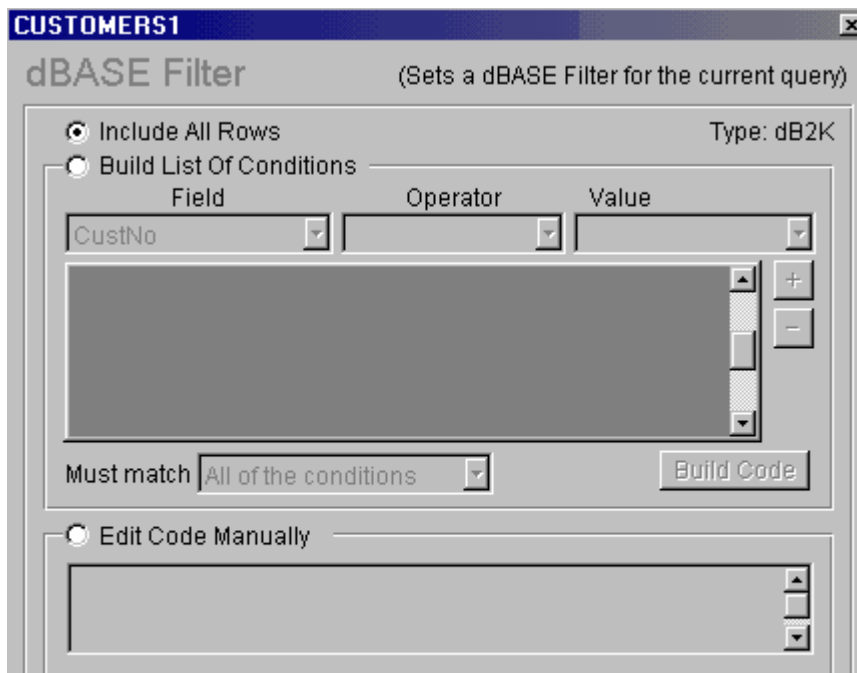 CUSTOMERS1
dBASE Filter (Sets a dBASE Filter for the current query)
Include All Rows Type: dB2K
Build List Of Conditions
Field Operator Value
CustNo
+
-
Must match All of the conditions Build Code
Edit Code Manually